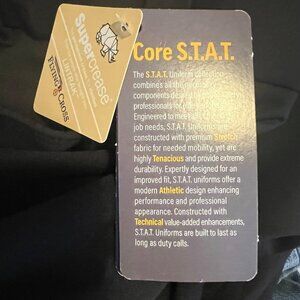 Supercrease
FLYING CROSS
Core S.T.A.T.
The S.T.A.T. Uniform collection
combines all the
components
professionals for
Engineered to meet
job needs, S.T.A.T. Uniforms are
constructed with premium Stretch
fabric for needed mobility, yet are
highly Tenacious and provide extreme
durability. Expertly designed for an
improved fit, S.T.A.T. uniforms offer a
modern Athletic design enhancing
performance and professional
appearance. Constructed with
Technical value-added enhancements,
S.T.A.T. Uniforms are built to last as
long as duty calls.